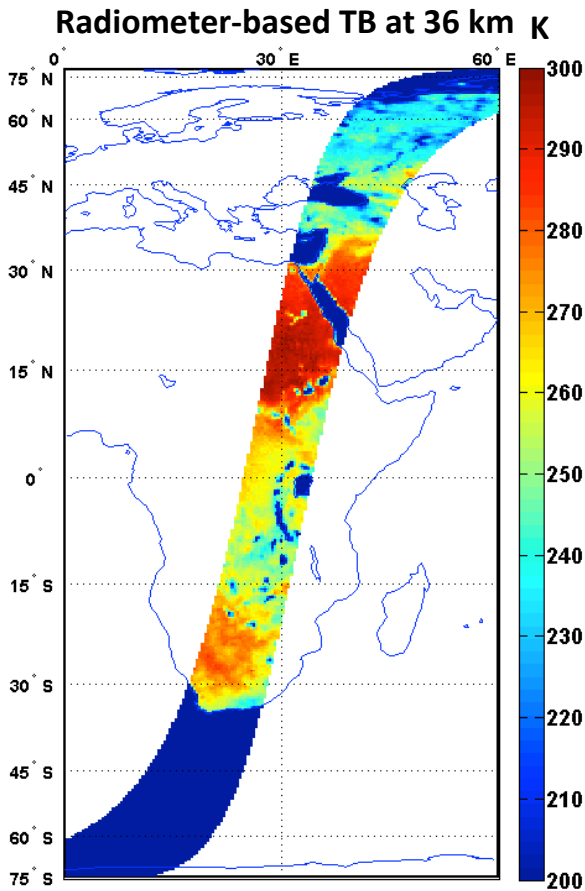 Radiometer-based TB at 36 km K
0° 30° E 60° E
75° N
60° N
45° N
30° N
15° N
0°
15° S
30° S
45° S
60° S
75° S
300
290
280
270
260
250
240
230
220
210
200